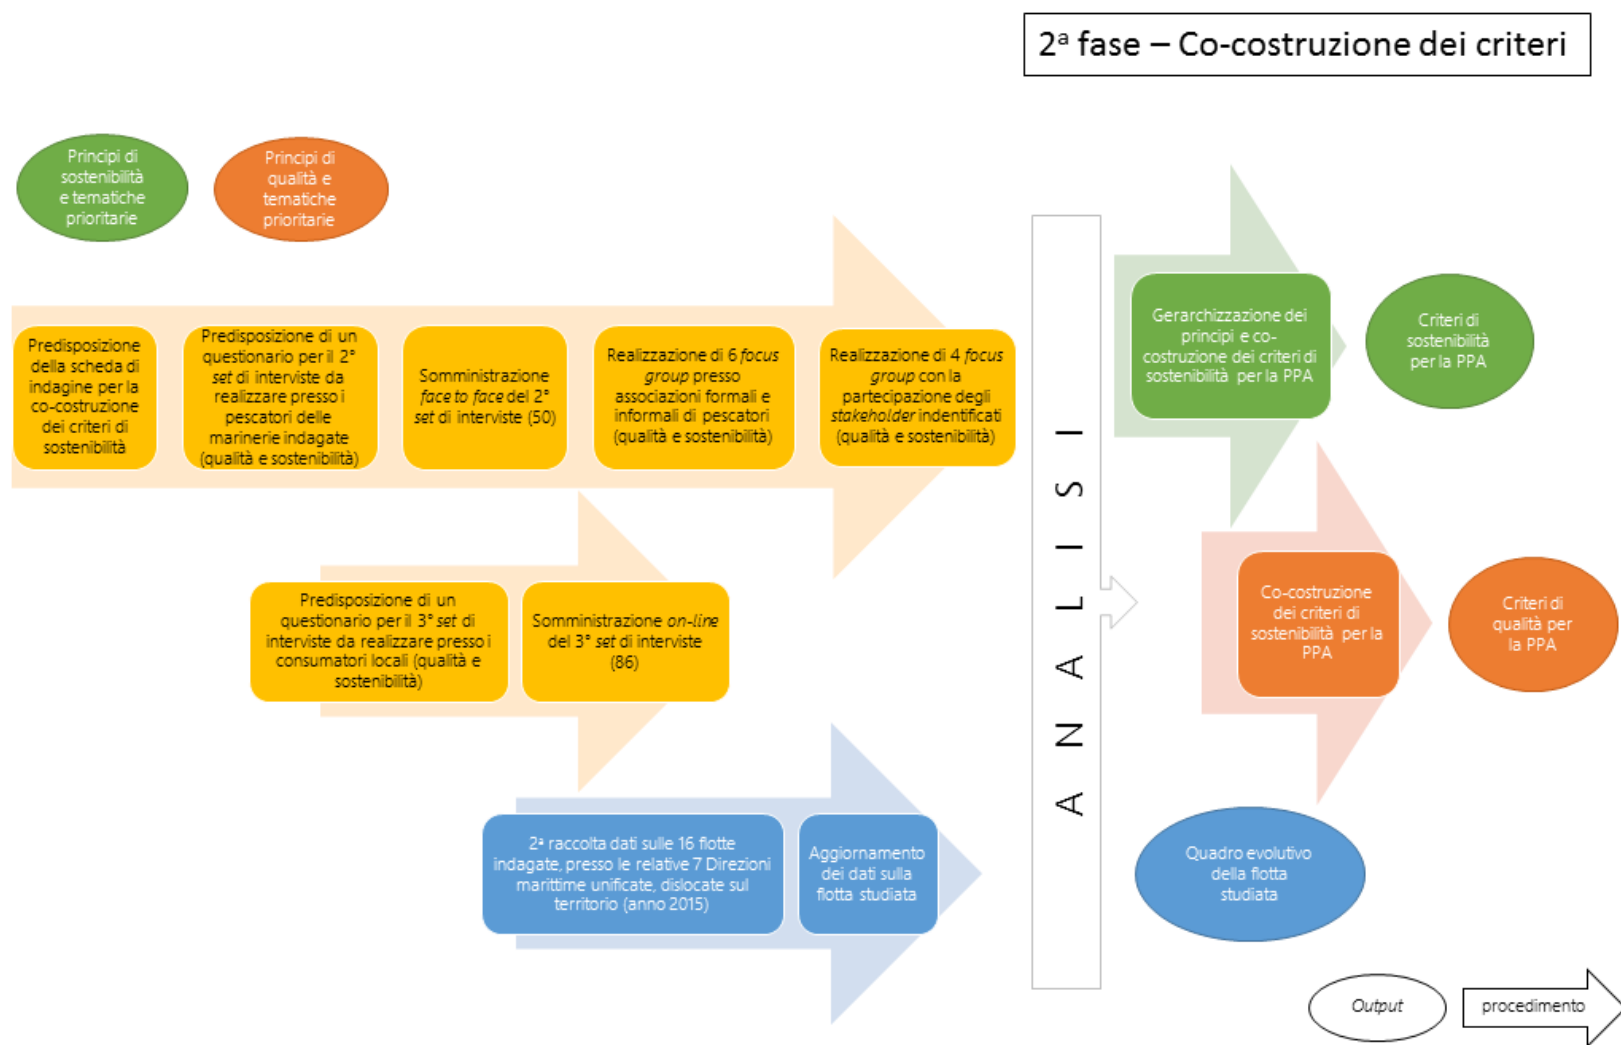 2ª fase – Co-costruzione dei criteri
Principi di
sostenibilità
e tematiche
prioritarie
Principi di
qualità e
tematiche
prioritarie
Predisposizione
della scheda di
indagine per la
co-costruzione
dei criteri di
sostenibilità
Predisposizione di un
questionario per il 2°
set di interviste da
realizzare presso i
pescatori delle
marinerie indagate
(qualità e sostenibilità)
Somministrazione
face to face del 2°
set di interviste (50)
Realizzazione di 6 focus
group presso
associazioni formali e
informali di pescatori
(qualità e sostenibilità)
Realizzazione di 4 focus
group con la
partecipazione degli
stakeholder indentificati
(qualità e sostenibilità)
Predisposizione di un
questionario per il 3° set di
interviste da realizzare presso i
consumatori locali (qualità e
sostenibilità)
Somministrazione on-line
del 3° set di interviste
(86)
2ª raccolta dati sulle 16 flotte
indagate, presso le relative 7 Direzioni
marittime unificate, dislocate sul
territorio (anno 2015)
Aggiornamento
dei dati sulla
flotta studiata
ANALISI
Gerarchizzazione dei
principi e co-
costruzione dei criteri di
sostenibilità per la PPA
Criteri di
sostenibilità
per la PPA
Co-costruzione
dei criteri di
sostenibilità per la
PPA
Criteri di
qualità per
la PPA
Quadro evolutivo
della flotta
studiata
Output
procedimento